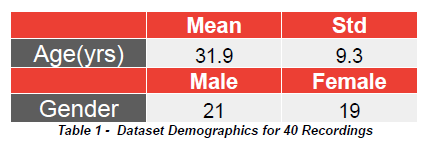 Mean Std
Age(yrs) 31.9 9.3
Male Female
Gender 21 19
Table 1 - Dataset Demographics for 40 Recordings